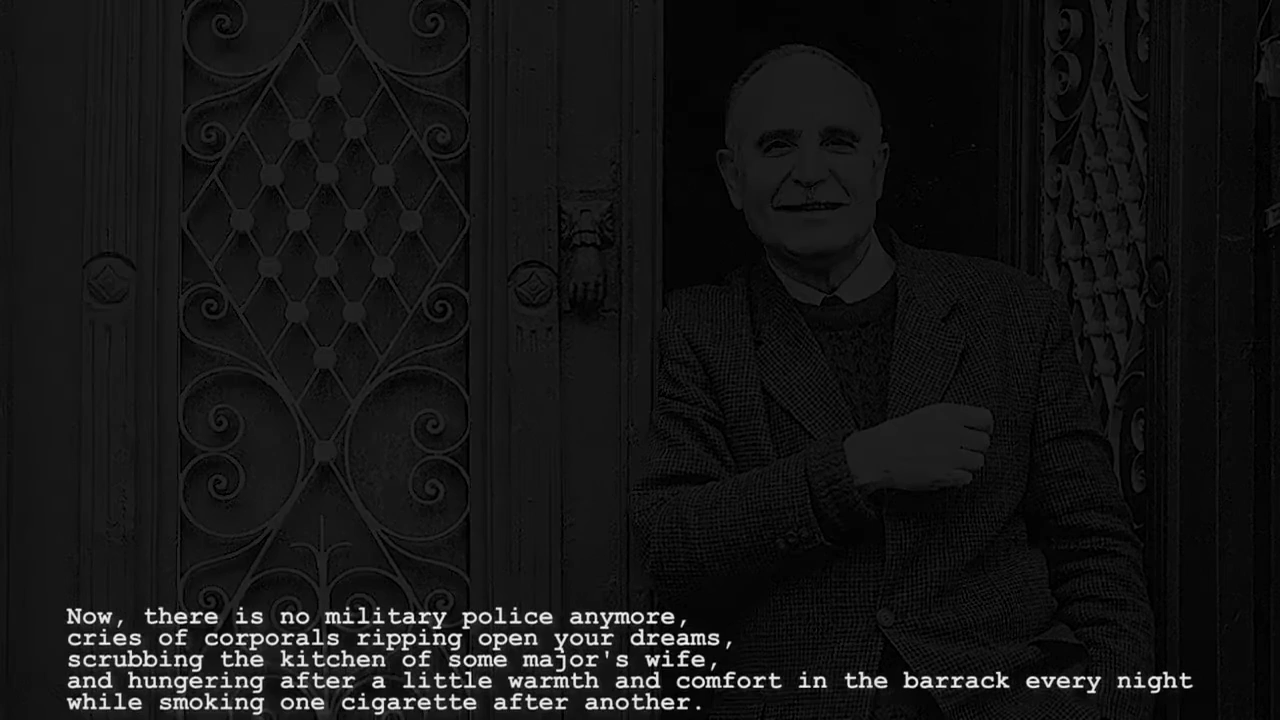 Now, there is no military police anymore,
cries of corporals ripping open your dreams,
scrubbing the kitchen of some major's wife,
and hungering after a little warmth and comfort in the barrack every night
while smoking one cigarette after another.